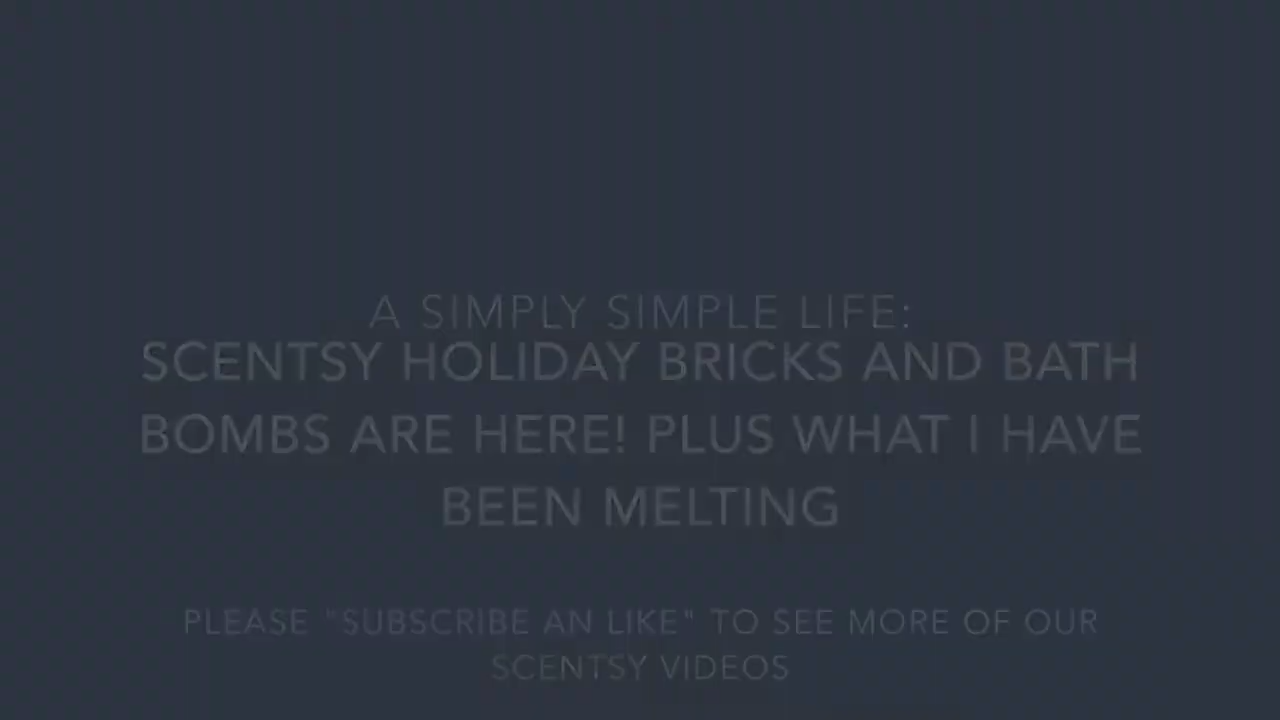 A SIMPLY SIMPLE LIFE:
SCENTSY HOLIDAY BRICKS AND BATH
BOMBS ARE HERE! PLUS WHAT I HAVE
BEEN MELTING
PLEASE "SUBSCRIBE AN LIKE" TO SEE MORE OF OUR
SCENTSY VIDEOS